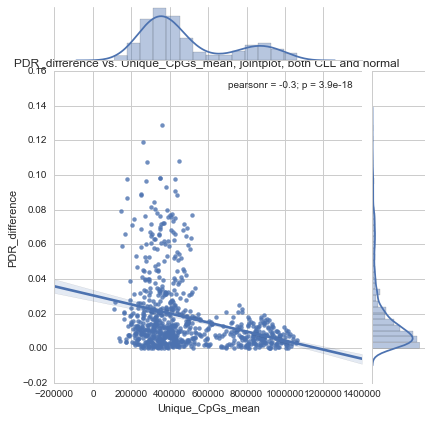 PDR_difference vs. Unique_CpGs_mean, jointplot, both CLL and normal
pearsonr = -0.3; p = 3.9e-18
0.16
0.14
0.12
0.10
0.08
0.06
0.04
0.02
0.00
−0.02
PDR_difference
−200000 0 200000 400000 600000 800000 1000000 1200000 1400000
Unique_CpGs_mean